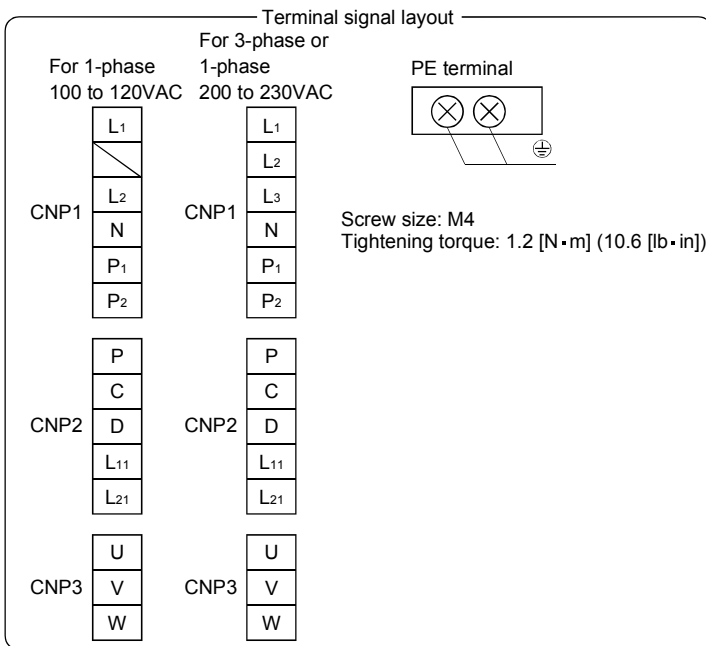 Terminal signal layout
For 1-phase
100 to 120VAC
For 3-phase or
1-phase
200 to 230VAC
PE terminal
CNP1
L1
L2
N
P1
P2
CNP1
L1
L2
L3
N
P1
P2
Screw size: M4
Tightening torque: 1.2 [N▪m] (10.6 [lb▪in])
CNP2
P
C
D
L11
L21
CNP2
P
C
D
L11
L21
CNP3
U
V
W
CNP3
U
V
W